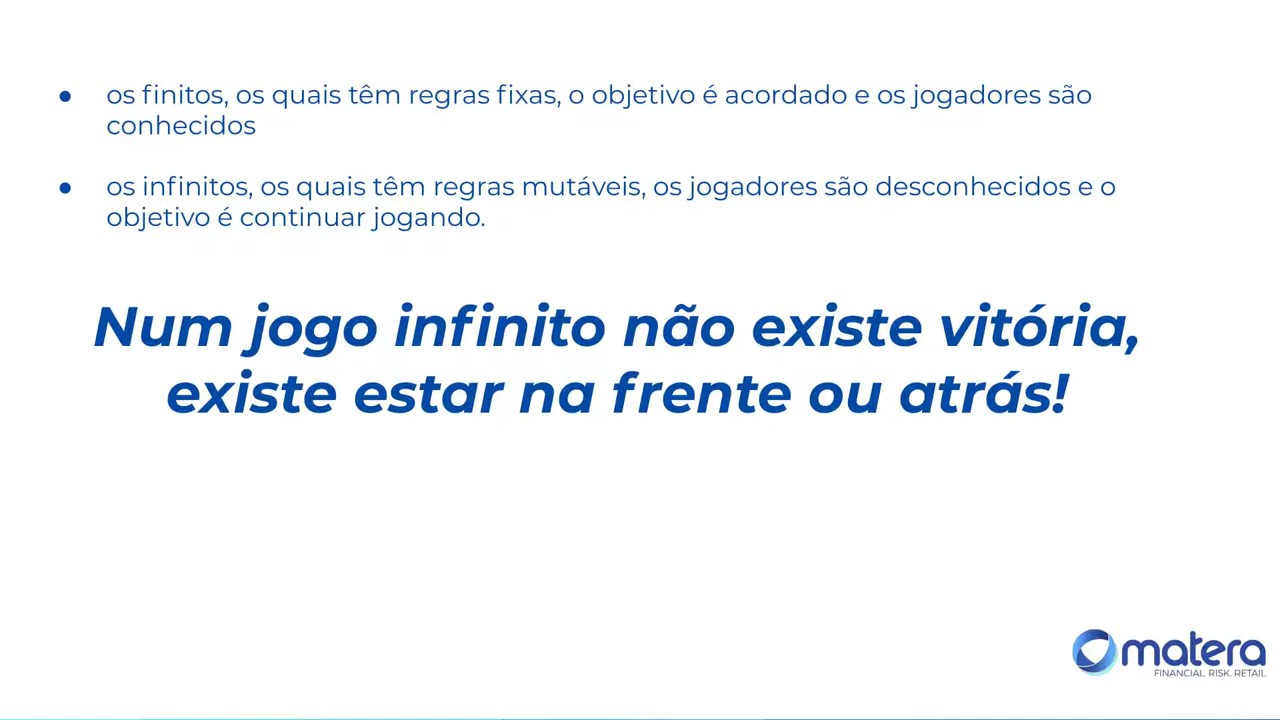 ● os finitos, os quais têm regras fixas, o objetivo é acordado e os jogadores são
conhecidos
● os infinitos, os quais têm regras mutáveis, os jogadores são desconhecidos e o
objetivo é continuar jogando.
Num jogo infinito não existe vitória,
existe estar na frente ou atrás!
matera
FINANCIAL. RISK. RETAIL.